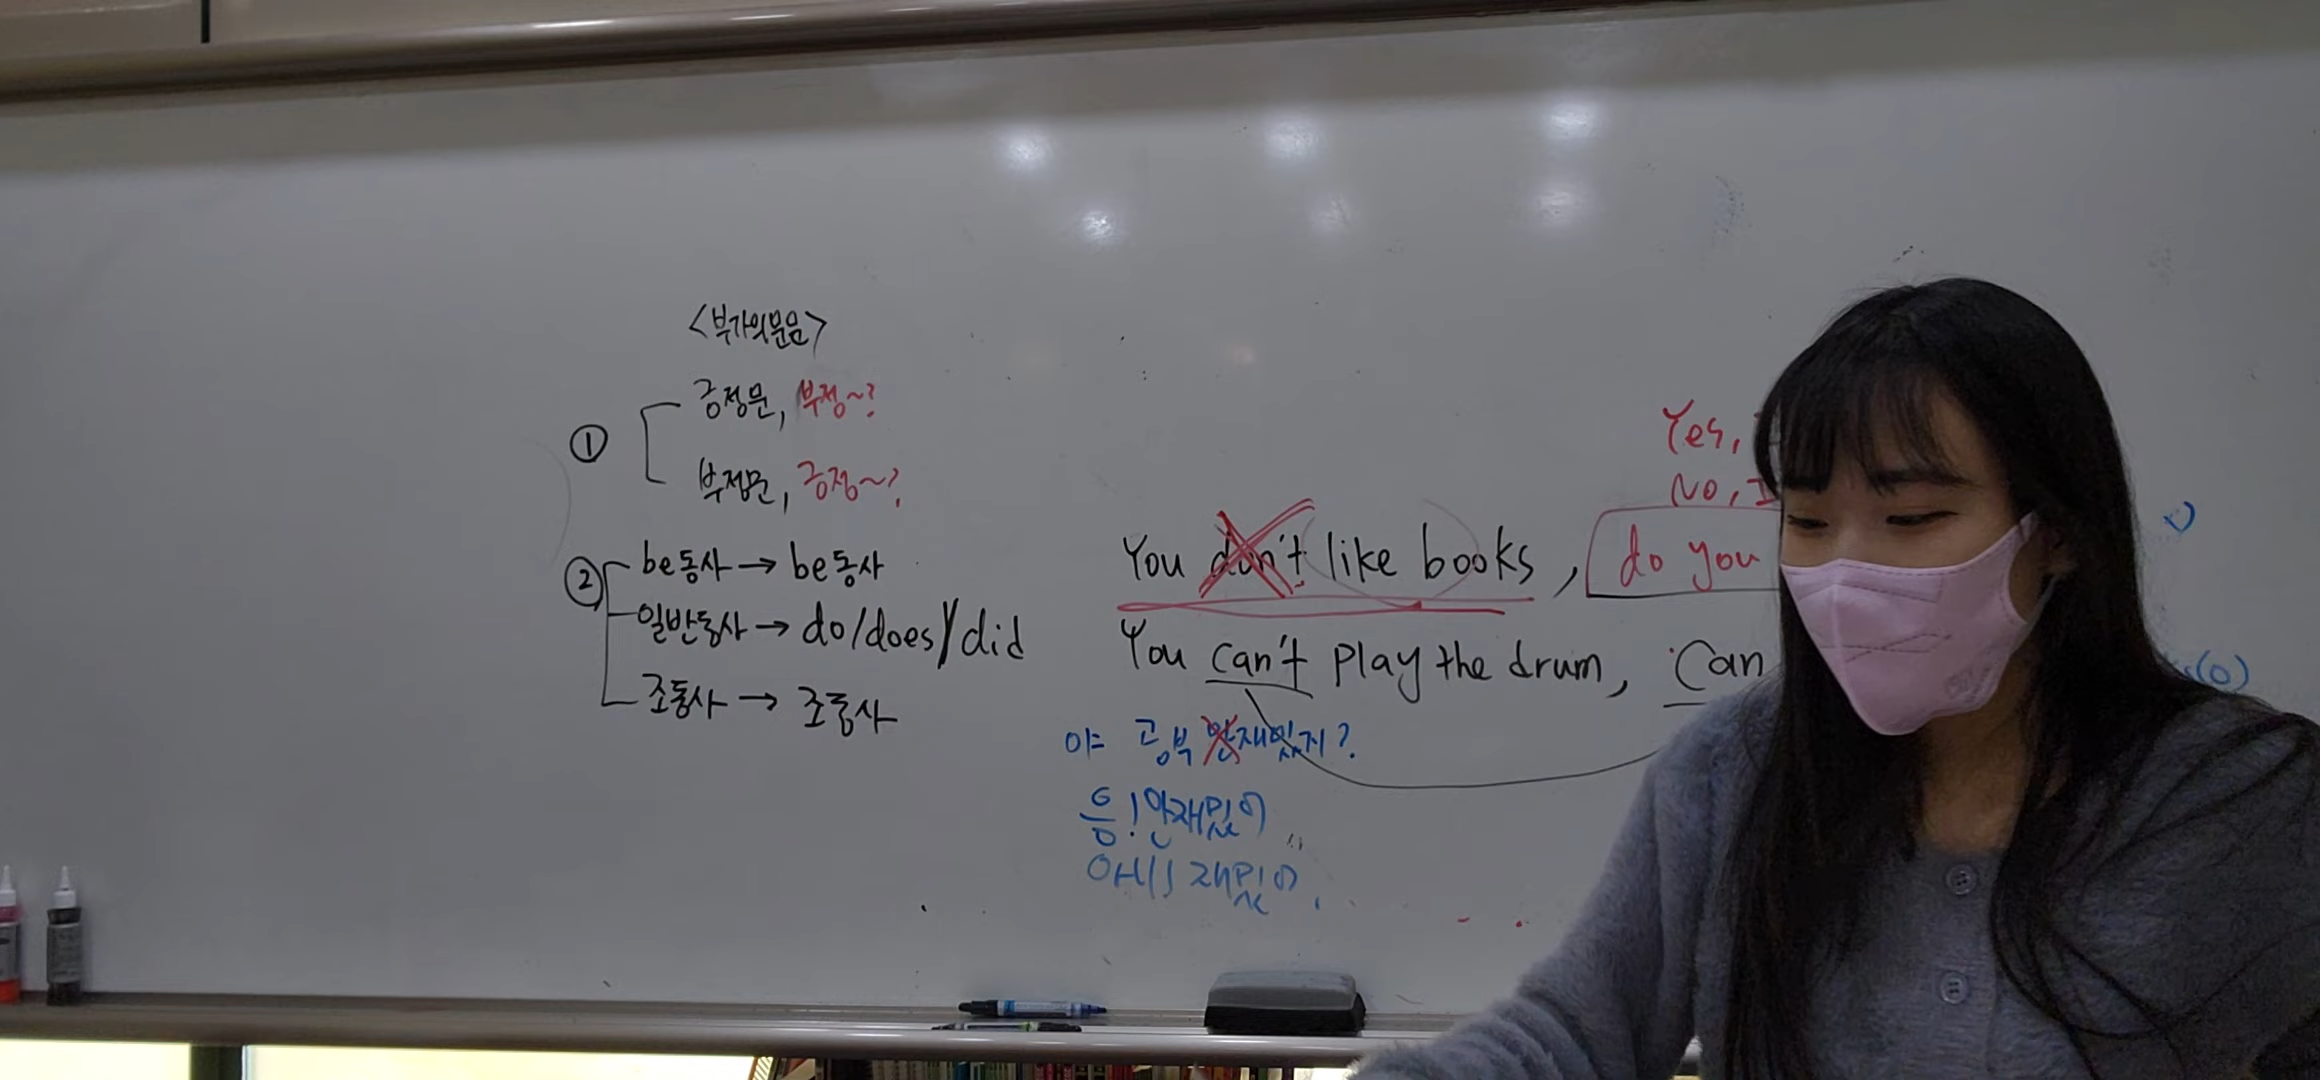 <부가의문문>
① 긍정문, 부정~?
부정문, 긍정~?
② be동사 → be동사
일반동사 → do/does/did
조동사 → 조동사
Yes,
No, I
You don't like books, do you
You can't play the drum, can
야 공부 안재밌지?
응! 안재밌어
아니 재밌어
(O)